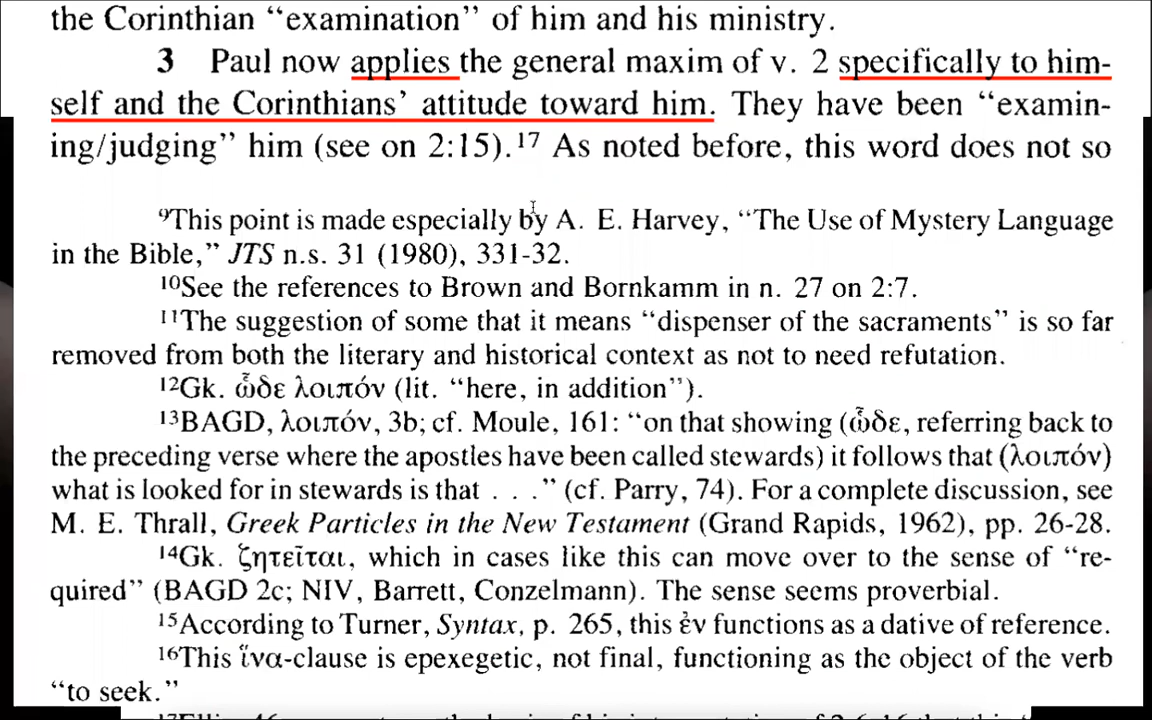 the Corinthian “examination” of him and his ministry.
3 Paul now applies the general maxim of v. 2 specifically to him-
self and the Corinthians’ attitude toward him. They have been “examin-
ing/judging” him (see on 2:15).¹⁷ As noted before, this word does not so
⁹This point is made especially by A. E. Harvey, “The Use of Mystery Language
in the Bible,” JTS n.s. 31 (1980), 331-32.
¹⁰See the references to Brown and Bornkamm in n. 27 on 2:7.
¹¹The suggestion of some that it means “dispenser of the sacraments” is so far
removed from both the literary and historical context as not to need refutation.
¹²Gk. ὧδε λοιπόν (lit. “here, in addition”).
¹³BAGD, λοιπόν, 3b; cf. Moule, 161: “on that showing (ὧδε, referring back to
the preceding verse where the apostles have been called stewards) it follows that (λοιπόν)
what is looked for in stewards is that . . .” (cf. Parry, 74). For a complete discussion, see
M. E. Thrall, Greek Particles in the New Testament (Grand Rapids, 1962), pp. 26-28.
¹⁴Gk. ζητεῖται, which in cases like this can move over to the sense of “re-
quired” (BAGD 2c; NIV, Barrett, Conzelmann). The sense seems proverbial.
¹⁵According to Turner, Syntax, p. 265, this ἐν functions as a dative of reference.
¹⁶This ἵνα-clause is epexegetic, not final, functioning as the object of the verb
“to seek.”